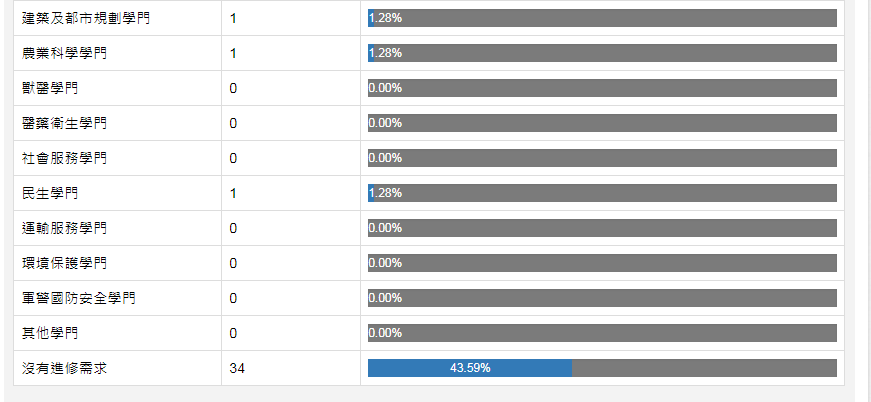 建築及都市規劃學門 1 1.28%
農業科學學門 1 1.28%
獸醫學門 0 0.00%
醫藥衛生學門 0 0.00%
社會服務學門 0 0.00%
民生學門 1 1.28%
運輸服務學門 0 0.00%
環境保護學門 0 0.00%
軍警國防安全學門 0 0.00%
其他學門 0 0.00%
沒有進修需求 34 43.59%